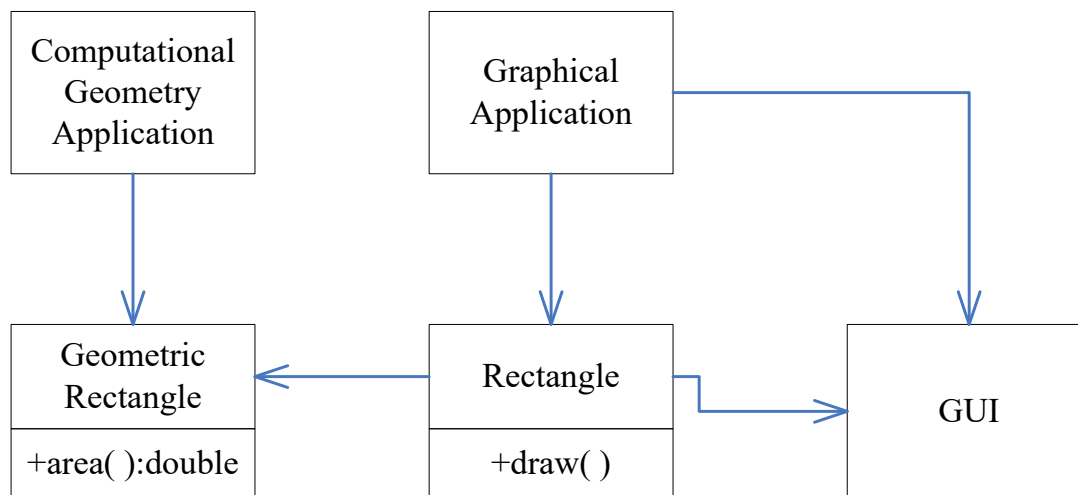 Computational
Geometry
Application
Graphical
Application
Geometric
Rectangle
+area( ):double
Rectangle
+draw( )
GUI